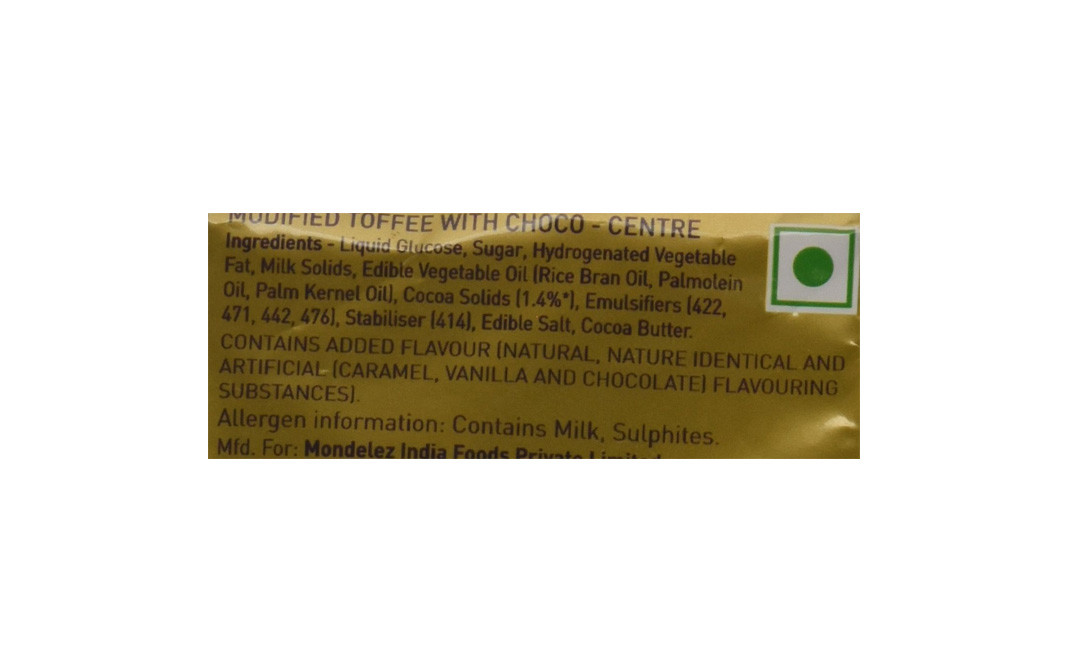 MODIFIED TOFFEE WITH CHOCO - CENTRE
Ingredients - Liquid Glucose, Sugar, Hydrogenated Vegetable
Fat, Milk Solids, Edible Vegetable Oil (Rice Bran Oil, Palmolein
Oil, Palm Kernel Oil), Cocoa Solids (1.4%*), Emulsifiers (422,
471, 442, 476), Stabiliser (414), Edible Salt, Cocoa Butter.
CONTAINS ADDED FLAVOUR (NATURAL, NATURE IDENTICAL AND
ARTIFICIAL (CARAMEL, VANILLA AND CHOCOLATE) FLAVOURING
SUBSTANCES).
Allergen information: Contains Milk, Sulphites.
Mfd. For: Mondelez India Foods Private Limited